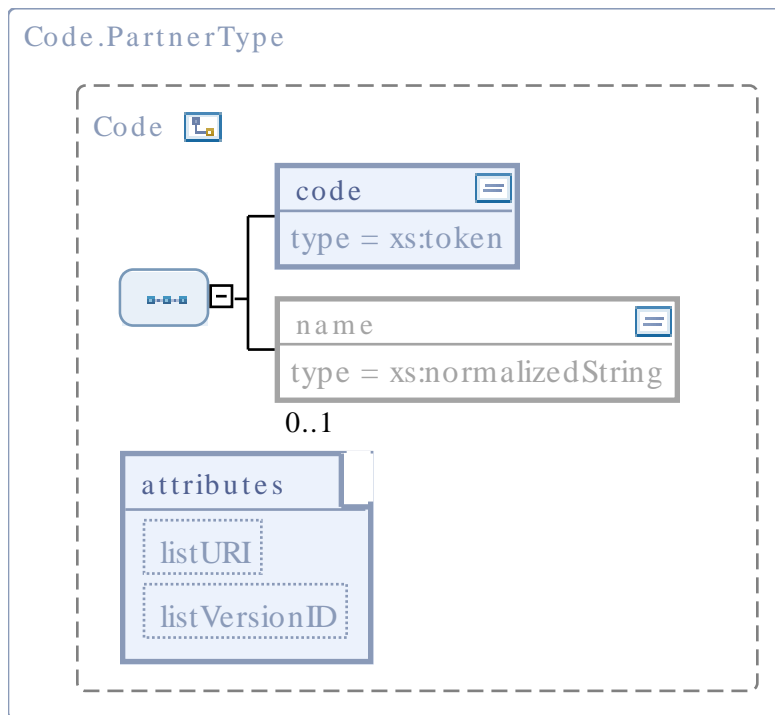 Code.PartnerType
Code
code
type = xs:token
name
type = xs:normalizedString
0..1
attributes
listURI
listVersionID